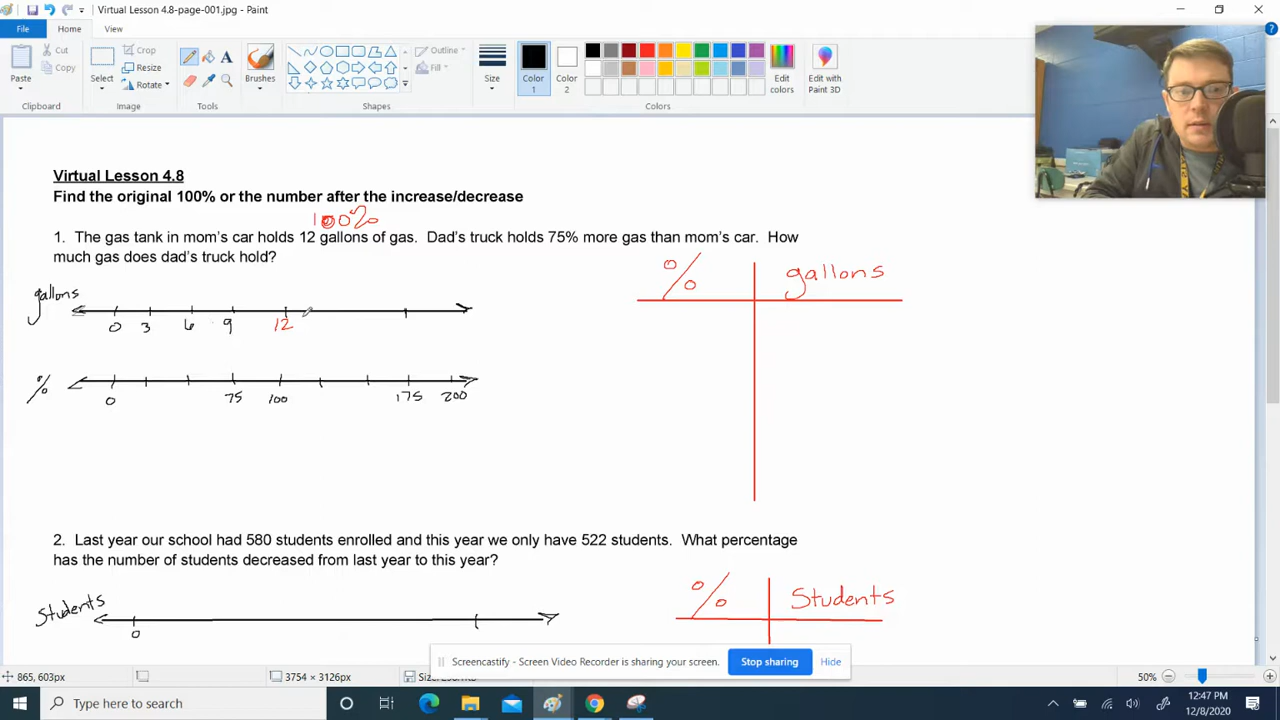 Virtual Lesson 4.8-page-001.jpg - Paint
File Home View
Paste Cut Copy Clipboard
Select Crop Resize Rotate Image
Tools
Brushes
Outline Fill Shapes
Size
Color 1
Color 2
Edit colors
Edit with Paint 3D
Colors
Virtual Lesson 4.8
Find the original 100% or the number after the increase/decrease
100%
1. The gas tank in mom's car holds 12 gallons of gas. Dad's truck holds 75% more gas than mom's car. How
much gas does dad's truck hold?
% gallons
gallons
0 3 6 9 12
%
0 75 100 175 200
2. Last year our school had 580 students enrolled and this year we only have 522 students. What percentage
has the number of students decreased from last year to this year?
% Students
Students
0
Screencastify - Screen Video Recorder is sharing your screen. Stop sharing Hide
865, 603px 3754 × 3126px 50%
Type here to search
12:47 PM
12/8/2020